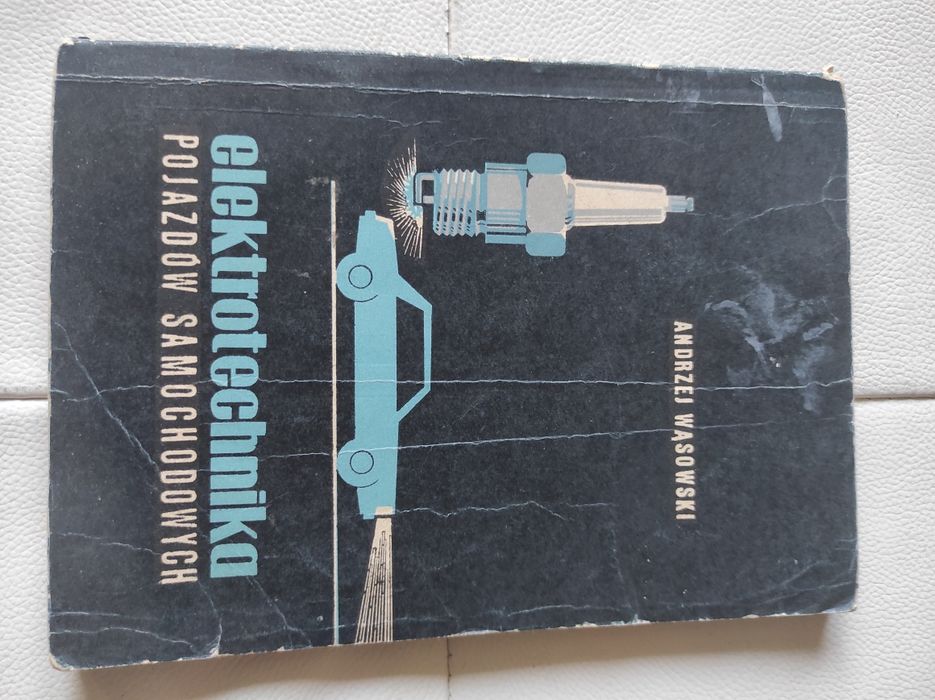 ANDRZEJ WĄSOWSKI
elektrotechnika
POJAZDÓW SAMOCHODOWYCH